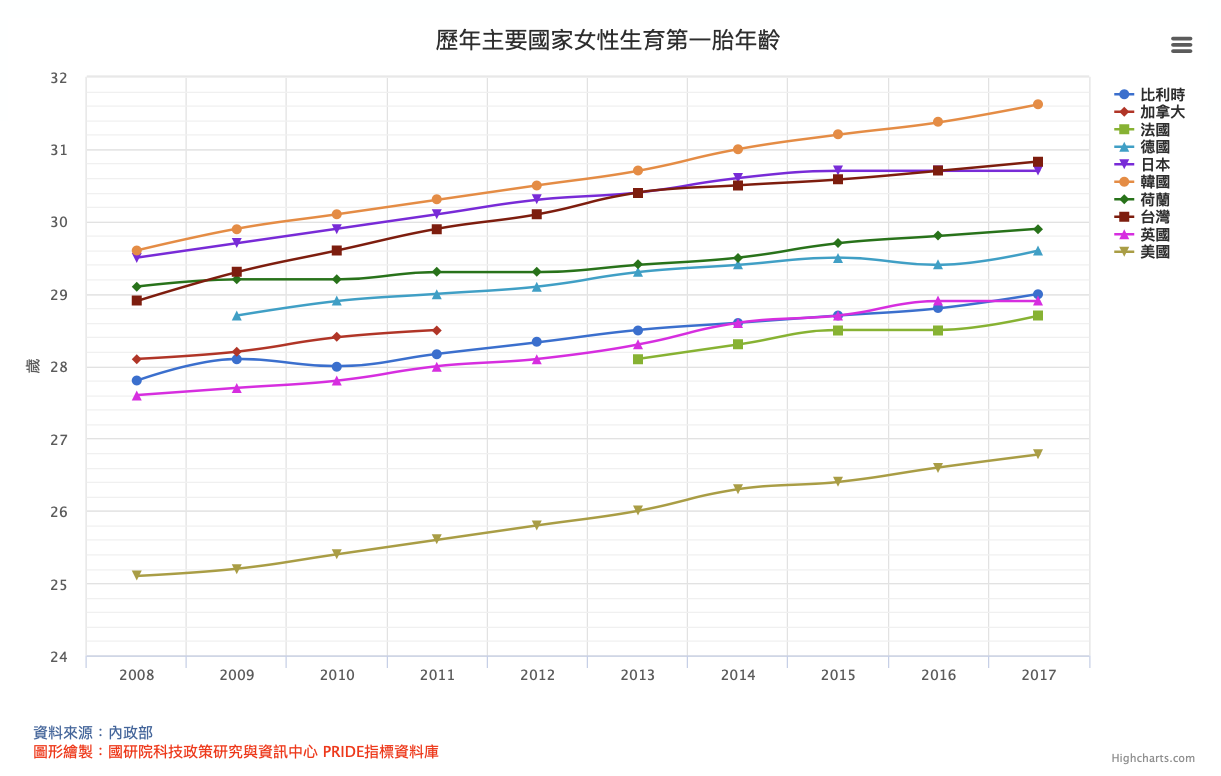 歷年主要國家女性生育第一胎年齡
32
31
30
29
28
27
26
25
24
歲
2008 2009 2010 2011 2012 2013 2014 2015 2016 2017
比利時
加拿大
法國
德國
日本
韓國
荷蘭
台灣
英國
美國
資料來源：內政部
圖形繪製：國研院科技政策研究與資訊中心 PRIDE指標資料庫
Highcharts.com